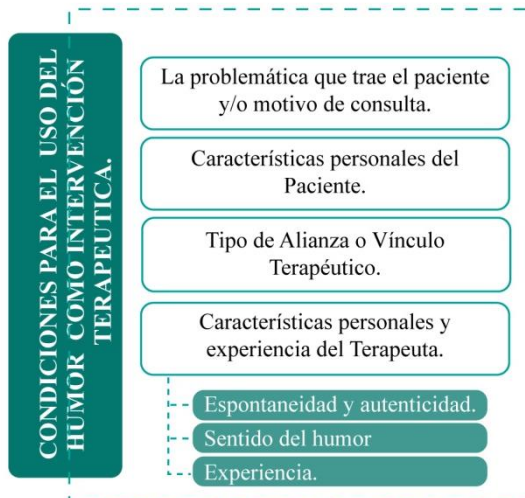 CONDICIONES PARA EL USO DEL
HUMOR COMO INTERVENCIÓN
TERAPEUTICA.
La problemática que trae el paciente
y/o motivo de consulta.
Características personales del
Paciente.
Tipo de Alianza o Vínculo
Terapéutico.
Características personales y
experiencia del Terapeuta.
Espontaneidad y autenticidad.
Sentido del humor
Experiencia.